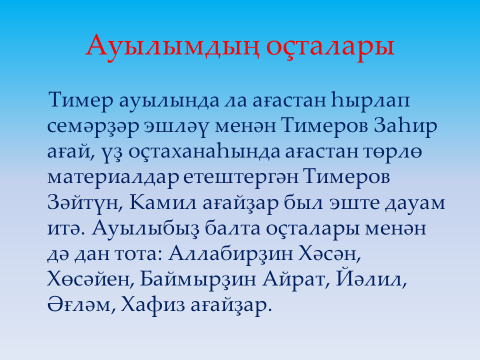 Ауылымдың оҫталары
Тимер ауылында ла ағастан һырлап
семәрҙәр эшләү менән Тимеров Заһир
ағай, үҙ оҫтаханаһында ағастан төрлө
материалдар етештергән Тимеров
Зәйтүн, Камил ағайҙар был эште дауам
итә. Ауылыбыҙ балта оҫталары менән
дә дан тота: Аллабирҙин Хәсән,
Хөсәйен, Баймырҙин Айрат, Йәлил,
Әғләм, Хафиз ағайҙар.